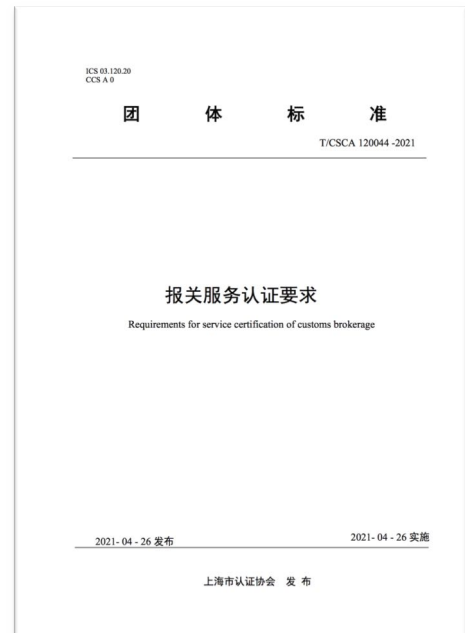 ICS 03.120.20
CCS A 0
团 体 标 准
T/CSCA 120044 -2021
报关服务认证要求
Requirements for service certification of customs brokerage
2021- 04 - 26 发布
2021- 04 - 26 实施
上海市认证协会 发 布